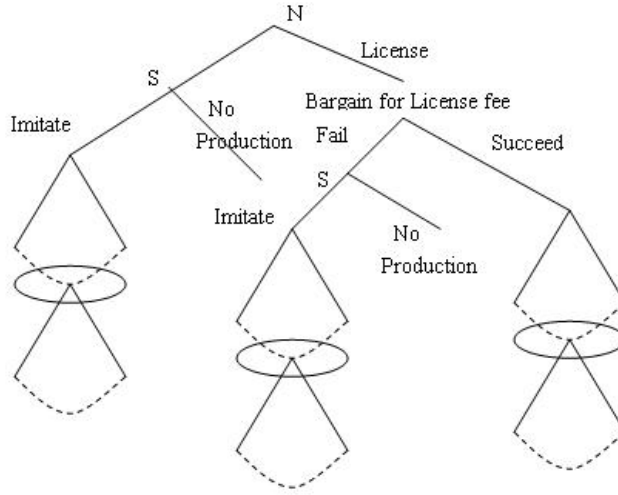 N
License
S
Bargain for License fee
Imitate
No
Production
Fail
Succeed
S
Imitate
No
Production